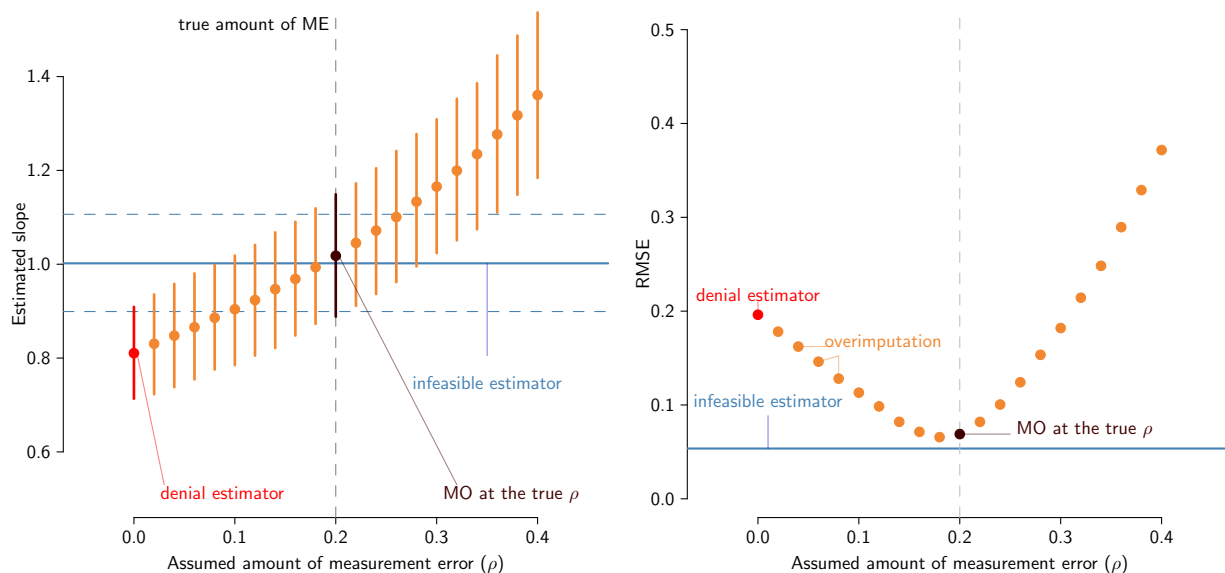 true amount of ME
1.4
1.2
1.0
0.8
0.6
Estimated slope
infeasible estimator
denial estimator
MO at the true ρ
0.0
0.1
0.2
0.3
0.4
Assumed amount of measurement error (ρ)
0.5
0.4
0.3
0.2
0.1
0.0
RMSE
denial estimator
overimputation
infeasible estimator
MO at the true ρ
0.0
0.1
0.2
0.3
0.4
Assumed amount of measurement error (ρ)